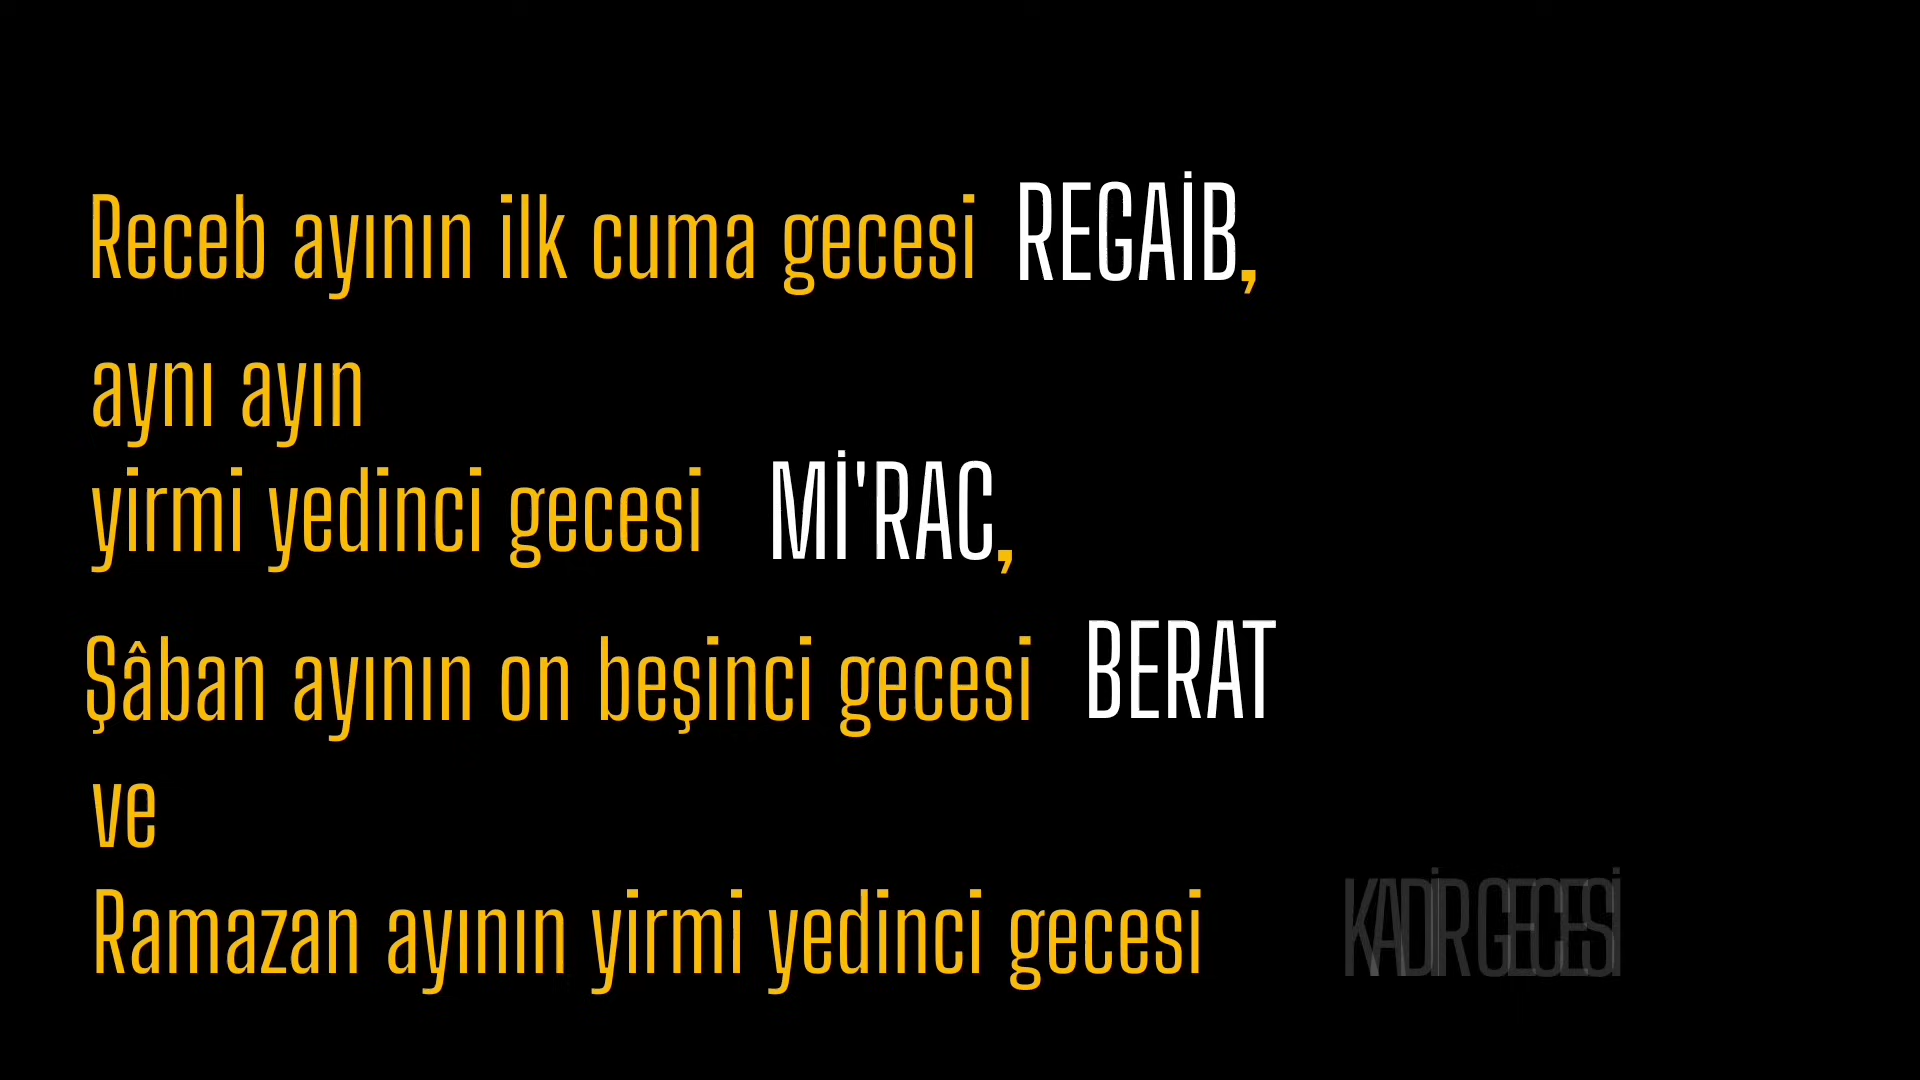 Receb ayının ilk cuma gecesi REGAİB,
aynı ayın
yirmi yedinci gecesi Mİ'RAC,
Şâban ayının on beşinci gecesi BERAT
ve
Ramazan ayının yirmi yedinci gecesi KADİR GECESİ